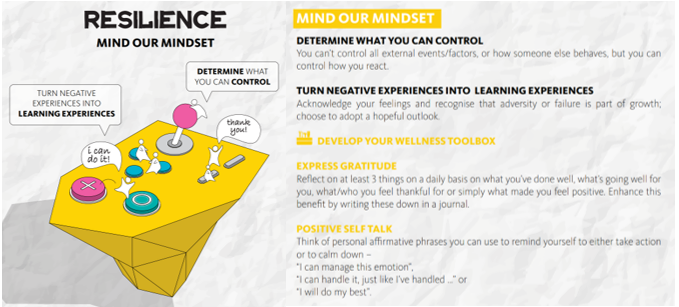 RESILIENCE
MIND OUR MINDSET
DETERMINE WHAT
YOU CAN CONTROL
TURN NEGATIVE
EXPERIENCES INTO
LEARNING EXPERIENCES
thank
you!
i can
do it!
MIND OUR MINDSET
DETERMINE WHAT YOU CAN CONTROL
You can't control all external events/factors, or how someone else behaves, but you can
control how you react.
TURN NEGATIVE EXPERIENCES INTO LEARNING EXPERIENCES
Acknowledge your feelings and recognise that adversity or failure is part of growth;
choose to adopt a hopeful outlook.
DEVELOP YOUR WELLNESS TOOLBOX
EXPRESS GRATITUDE
Reflect on at least 3 things on a daily basis on what you've done well, what's going well for
you, what/who you feel thankful for or simply what made you feel positive. Enhance this
benefit by writing these down in a journal.
POSITIVE SELF TALK
Think of personal affirmative phrases you can use to remind yourself to either take action
or to calm down –
"I can manage this emotion",
"I can handle it, just like I've handled ..." or
"I will do my best".